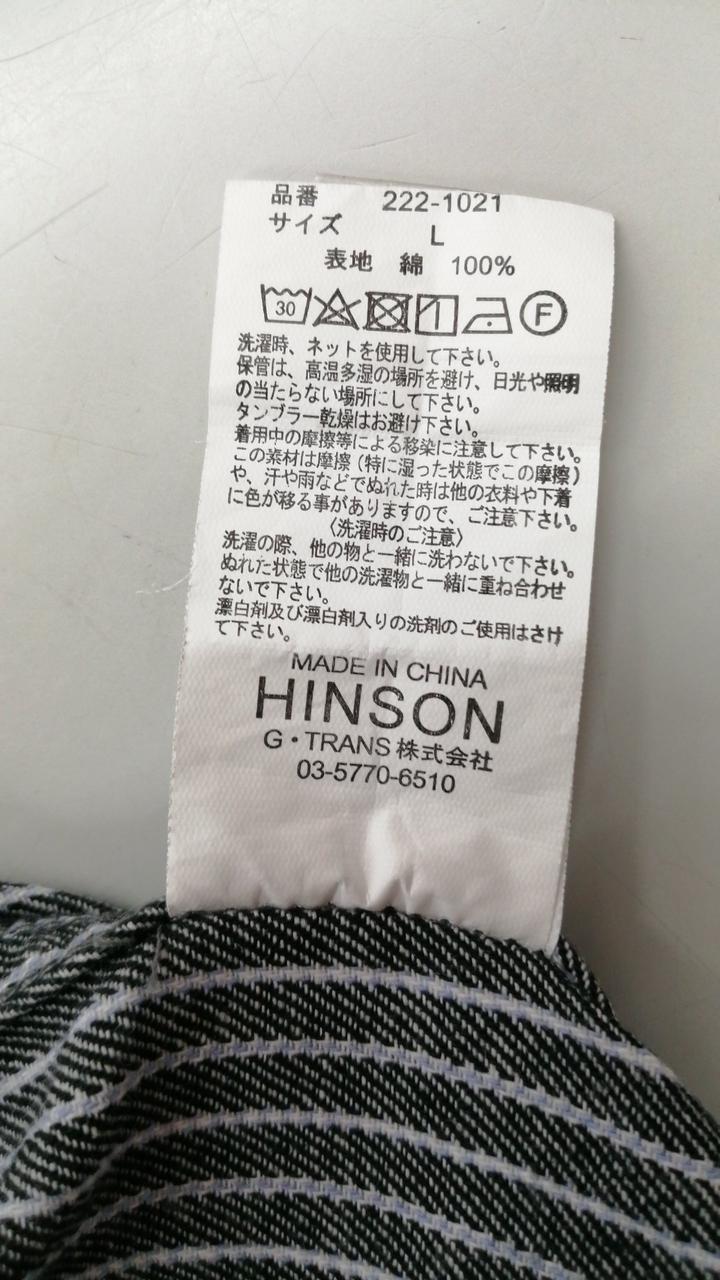 品番 222-1021
サイズ L
表地 綿 100%
30 F
洗濯時、ネットを使用して下さい。
保管は、高温多湿の場所を避け、日光や照明
の当たらない場所にして下さい。
タンブラー乾燥はお避け下さい。
着用中の摩擦等による移染に注意して下さい。
この素材は摩擦（特に湿った状態でこの摩擦）
や、汗や雨などでぬれた時は他の衣料や下着
に色が移る事がありますので、ご注意下さい。
〈洗濯時のご注意〉
洗濯の際、他の物と一緒に洗わないで下さい。
ぬれた状態で他の洗濯物と一緒に重ね合わせ
ないで下さい。
漂白剤及び漂白剤入りの洗剤のご使用はさけ
て下さい。
MADE IN CHINA
HINSON
G・TRANS株式会社
03-5770-6510